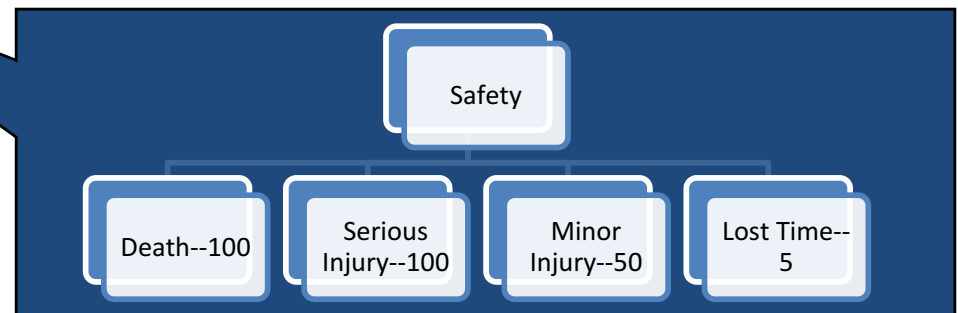 Safety
Death--100
Serious
Injury--100
Minor
Injury--50
Lost Time--
5